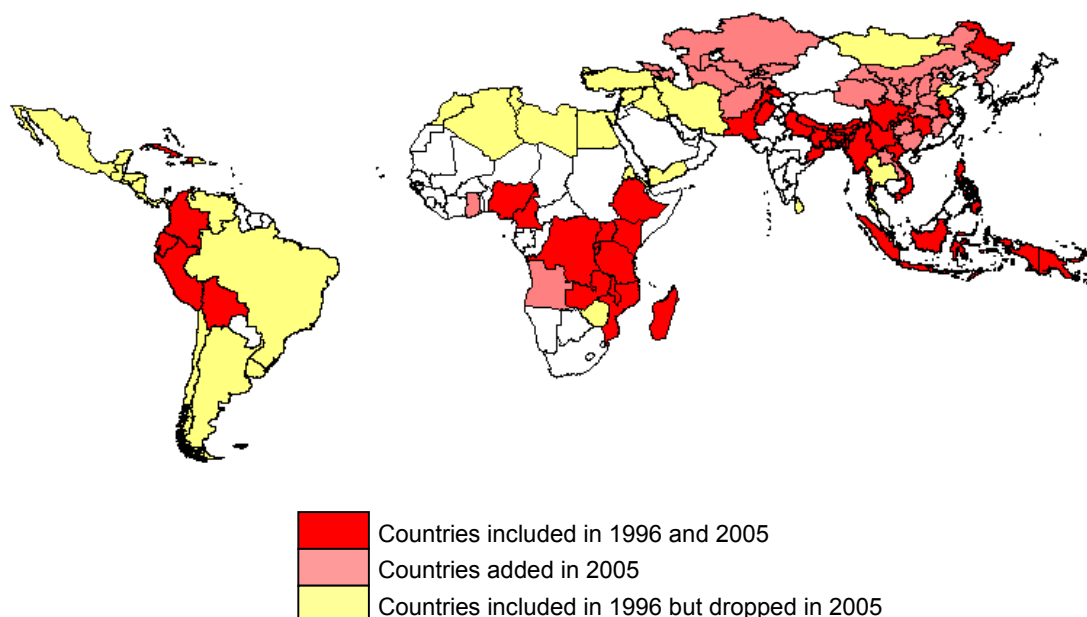 Countries included in 1996 and 2005
Countries added in 2005
Countries included in 1996 but dropped in 2005